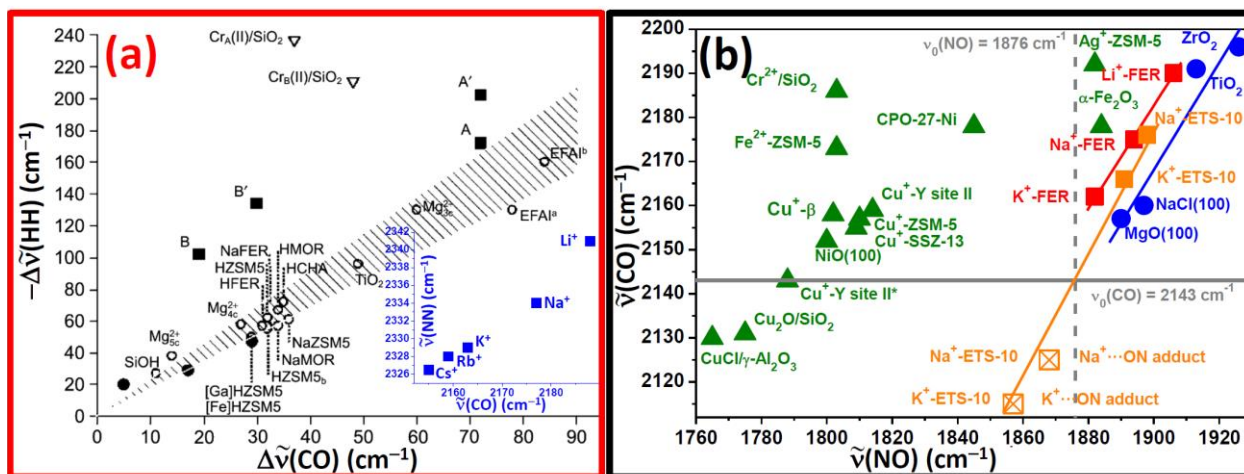 (a)
-Δν̃(HH) (cm⁻¹)
240
220
200
180
160
140
120
100
80
60
40
20
0
0 10 20 30 40 50 60 70 80 90
Δν̃(CO) (cm⁻¹)
Cr_A(II)/SiO₂
Cr_B(II)/SiO₂
A′
A
B′
B
EFAlᵇ
EFAlᵃ
Mg²⁺₃c
TiO₂
NaFER
HZSM5
HFER
HMOR
HCHA
Mg²⁺₄c
Mg²⁺₅c
SiOH
NaZSM5
NaMOR
HZSM5_b
[Ga]HZSM5
[Fe]HZSM5
ν̃(NN) (cm⁻¹)
2342
2338
2334
2330
2326
2160 2170 2180
ν̃(CO) (cm⁻¹)
Li⁺
Na⁺
K⁺
Rb⁺
Cs⁺
(b)
ν̃(CO) (cm⁻¹)
2200
2190
2180
2170
2160
2150
2140
2130
2120
1760 1780 1800 1820 1840 1860 1880 1900 1920
ν̃(NO) (cm⁻¹)
ν₀(NO) = 1876 cm⁻¹
ν₀(CO) = 2143 cm⁻¹
Ag⁺-ZSM-5
ZrO₂
Li⁺-FER
TiO₂
α-Fe₂O₃
Cr²⁺/SiO₂
CPO-27-Ni
Na⁺-ETS-10
Fe²⁺-ZSM-5
Na⁺-FER
K⁺-ETS-10
K⁺-FER
NaCl(100)
MgO(100)
Cu⁺-Y site II
Cu⁺-β
Cu⁺-ZSM-5
Cu⁺-SSZ-13
NiO(100)
Cu⁺-Y site II*
Cu₂O/SiO₂
CuCl/γ-Al₂O₃
Na⁺-ETS-10
Na⁺···ON adduct
K⁺-ETS-10
K⁺···ON adduct